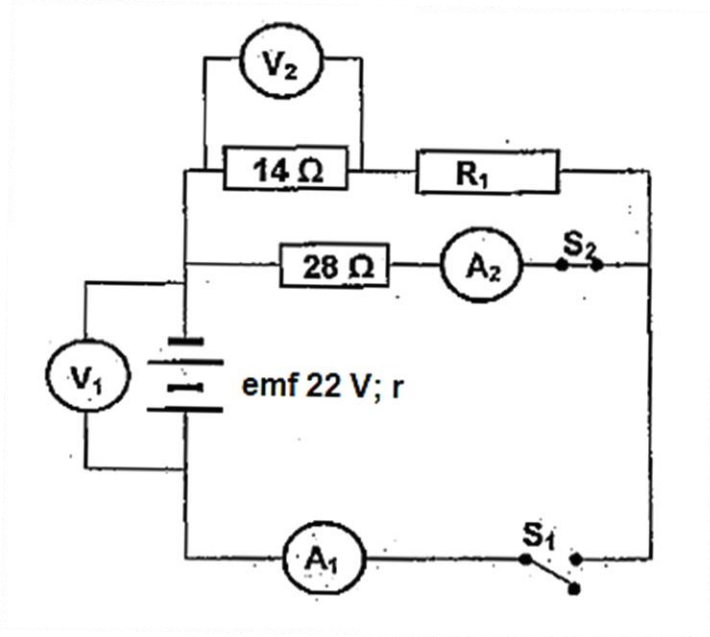 V₂
14 Ω
R₁
28 Ω
A₂
S₂
V₁
emf 22 V; r
A₁
S₁